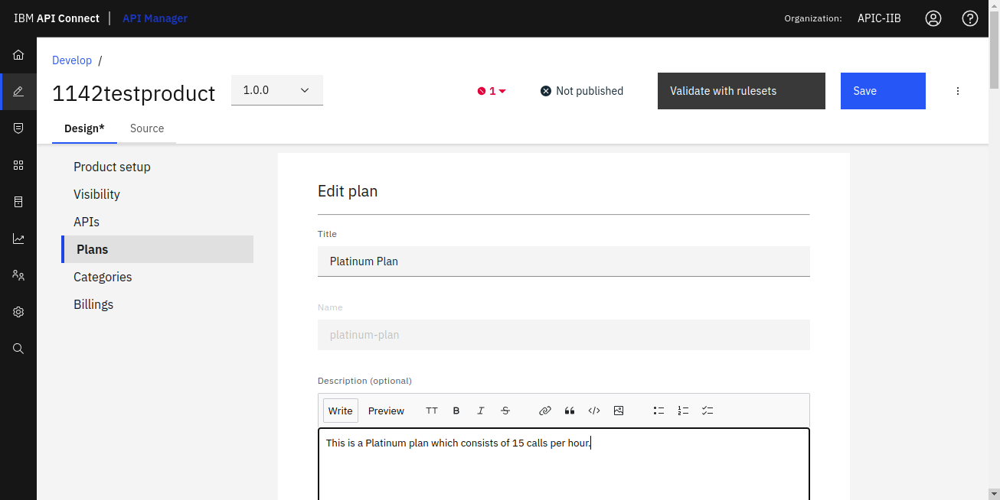 IBM API Connect
API Manager
Organization:
APIC-IIB
Develop /
1142testproduct
1.0.0
1
Not published
Validate with rulesets
Save
Design*
Source
Product setup
Visibility
APIs
Plans
Categories
Billings
Edit plan
Title
Platinum Plan
Name
platinum-plan
Description (optional)
Write
Preview
TT
B
I
S
This is a Platinum plan which consists of 15 calls per hour.